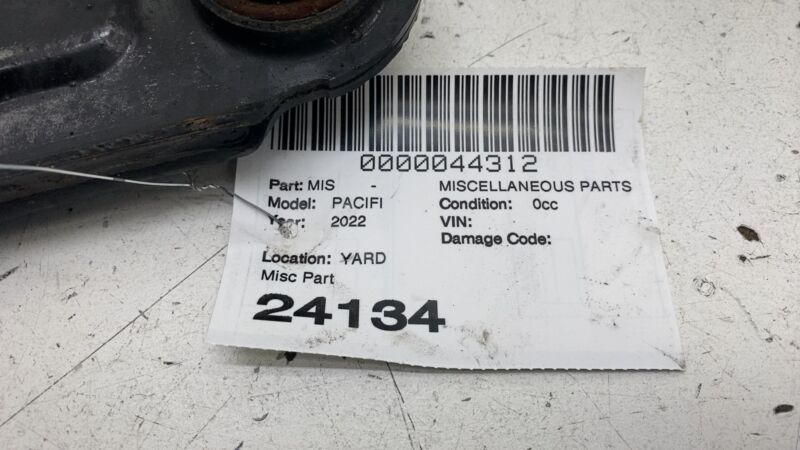 0000044312
Part: MIS - MISCELLANEOUS PARTS
Model: PACIFI Condition: 0cc
Year: 2022 VIN:
Damage Code:
Location: YARD
Misc Part
24134